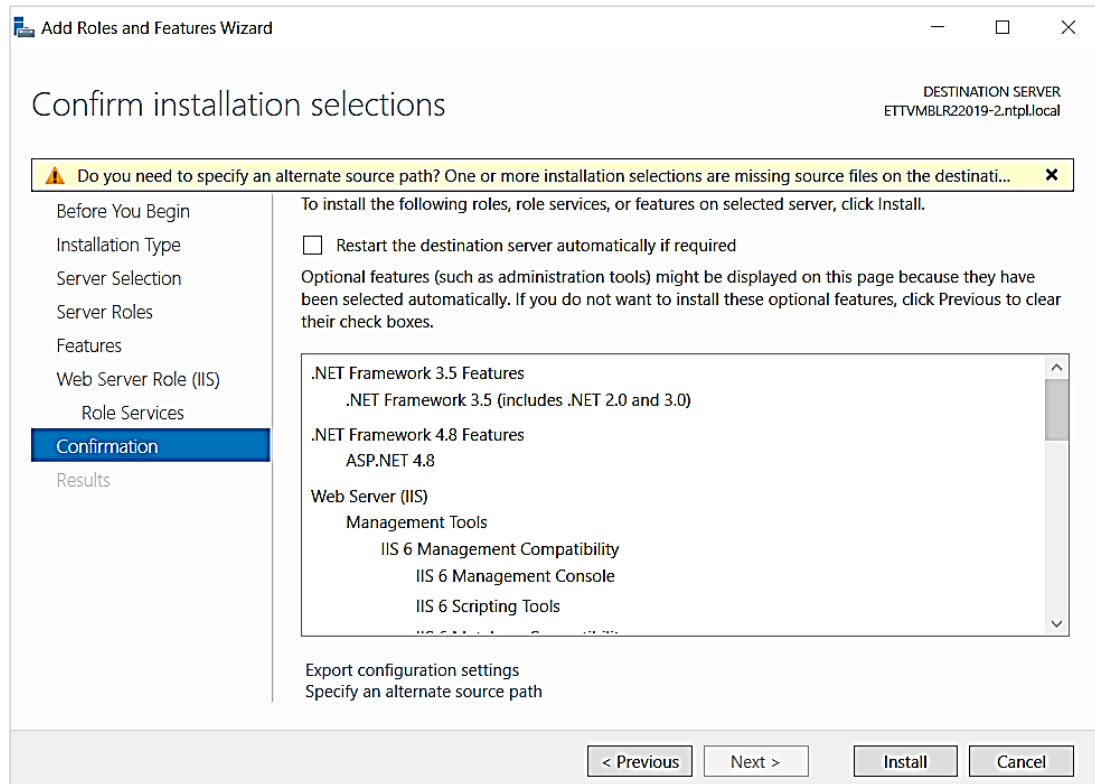 Add Roles and Features Wizard
Confirm installation selections
DESTINATION SERVER
ETTVMBLR22019-2.ntpl.local
Do you need to specify an alternate source path? One or more installation selections are missing source files on the destinati...
Before You Begin
Installation Type
Server Selection
Server Roles
Features
Web Server Role (IIS)
Role Services
Confirmation
Results
To install the following roles, role services, or features on selected server, click Install.
Restart the destination server automatically if required
Optional features (such as administration tools) might be displayed on this page because they have
been selected automatically. If you do not want to install these optional features, click Previous to clear
their check boxes.
.NET Framework 3.5 Features
.NET Framework 3.5 (includes .NET 2.0 and 3.0)
.NET Framework 4.8 Features
ASP.NET 4.8
Web Server (IIS)
Management Tools
IIS 6 Management Compatibility
IIS 6 Management Console
IIS 6 Scripting Tools
Export configuration settings
Specify an alternate source path
< Previous
Next >
Install
Cancel